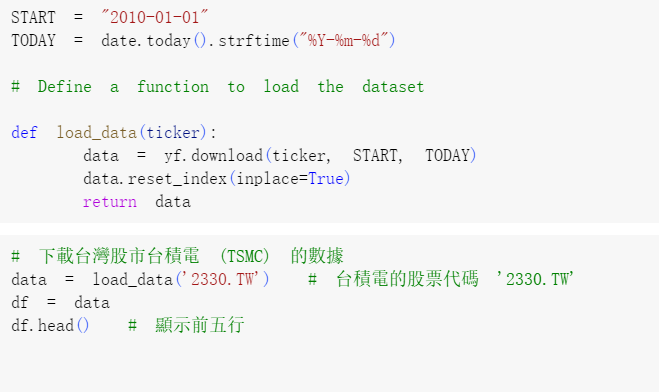 START = "2010-01-01"
TODAY = date.today().strftime("%Y-%m-%d")
# Define a function to load the dataset
def load_data(ticker):
data = yf.download(ticker, START, TODAY)
data.reset_index(inplace=True)
return data
# 下載台灣股市台積電 (TSMC) 的數據
data = load_data('2330.TW') # 台積電的股票代碼 '2330.TW'
df = data
df.head() # 顯示前五行